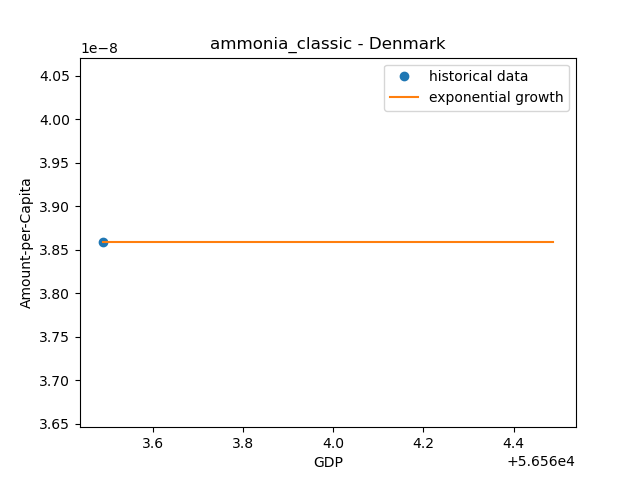 ammonia_classic - Denmark
1e−8
historical data
exponential growth
4.05
4.00
3.95
3.90
3.85
3.80
3.75
3.70
3.65
Amount-per-Capita
3.6 3.8 4.0 4.2 4.4
GDP
+5.656e4